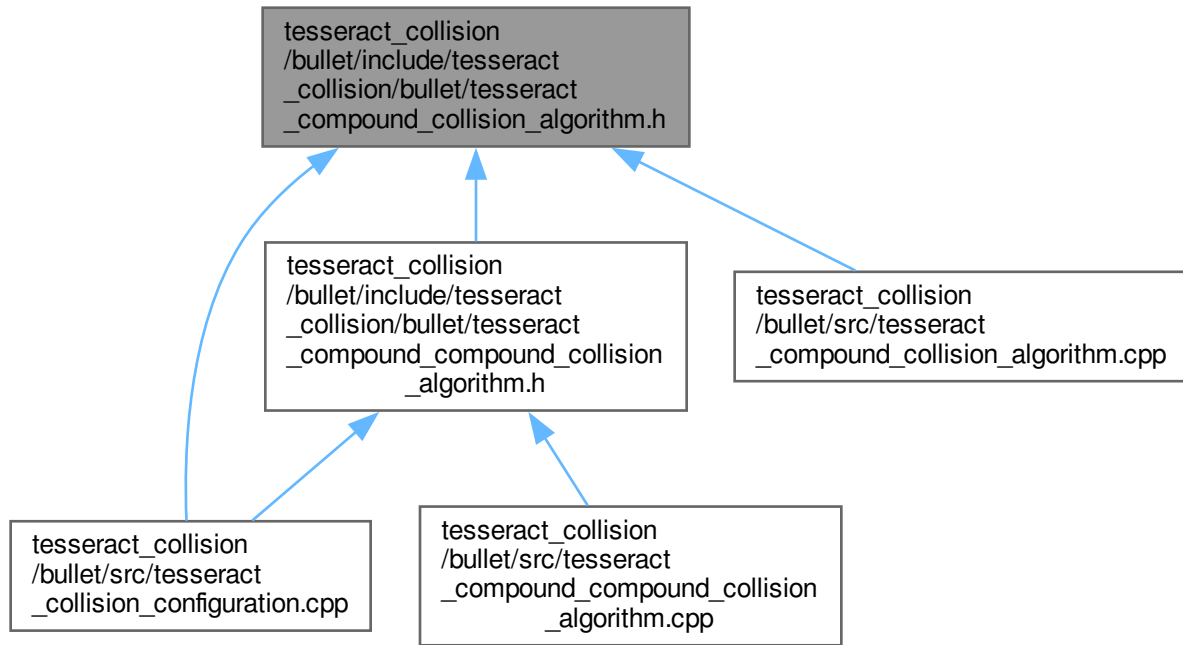 tesseract_collision
/bullet/include/tesseract
_collision/bullet/tesseract
_compound_collision_algorithm.h
tesseract_collision
/bullet/include/tesseract
_collision/bullet/tesseract
_compound_compound_collision
_algorithm.h
tesseract_collision
/bullet/src/tesseract
_compound_collision_algorithm.cpp
tesseract_collision
/bullet/src/tesseract
_collision_configuration.cpp
tesseract_collision
/bullet/src/tesseract
_compound_compound_collision
_algorithm.cpp